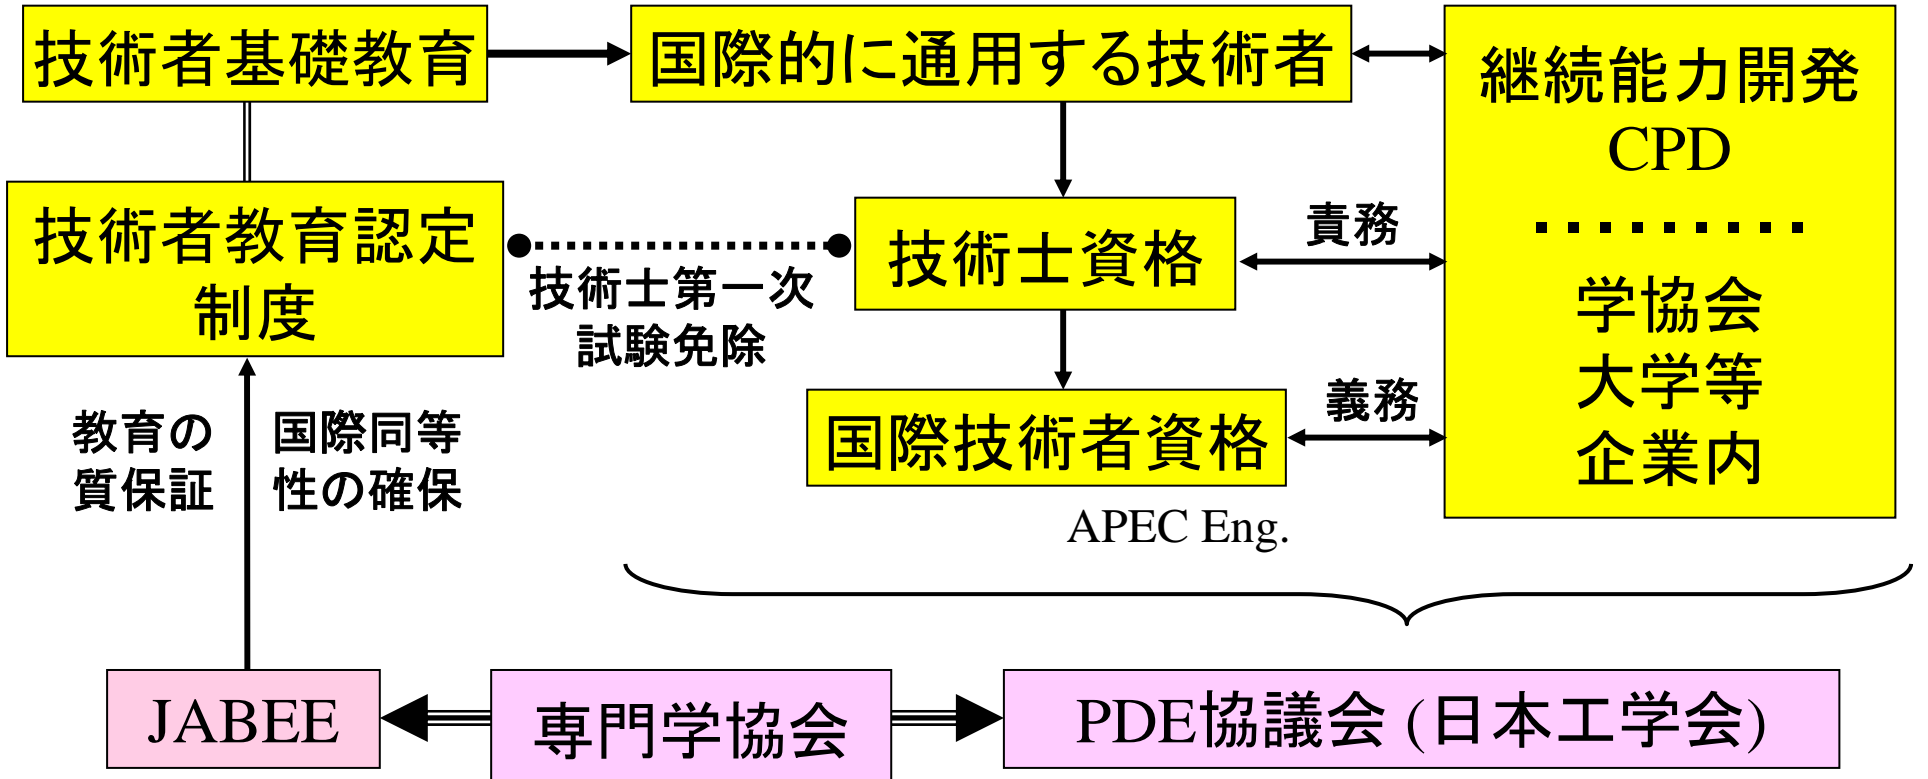 技術者基礎教育
国際的に通用する技術者
継続能力開発
CPD
学協会
大学等
企業内
技術者教育認定
制度
技術士第一次
試験免除
技術士資格
責務
国際技術者資格
義務
APEC Eng.
教育の
質保証
国際同等
性の確保
JABEE
専門学協会
PDE協議会 (日本工学会)